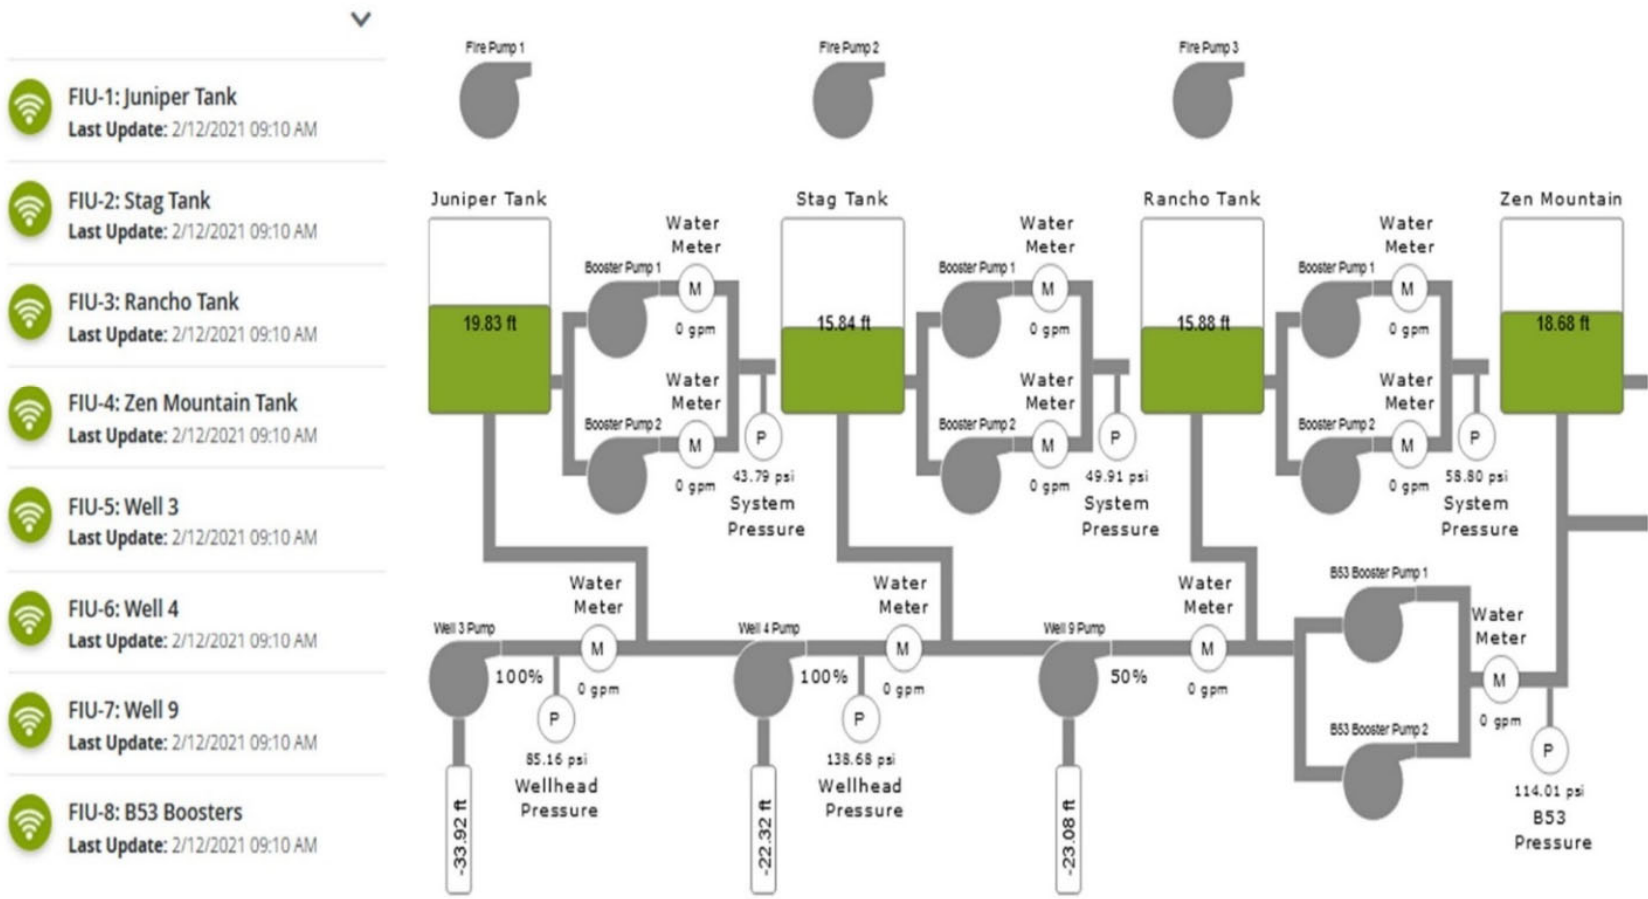 FIU-1: Juniper Tank
Last Update: 2/12/2021 09:10 AM
FIU-2: Stag Tank
Last Update: 2/12/2021 09:10 AM
FIU-3: Rancho Tank
Last Update: 2/12/2021 09:10 AM
FIU-4: Zen Mountain Tank
Last Update: 2/12/2021 09:10 AM
FIU-5: Well 3
Last Update: 2/12/2021 09:10 AM
FIU-6: Well 4
Last Update: 2/12/2021 09:10 AM
FIU-7: Well 9
Last Update: 2/12/2021 09:10 AM
FIU-8: B53 Boosters
Last Update: 2/12/2021 09:10 AM
Fire Pump 1
Fire Pump 2
Fire Pump 3
Juniper Tank
19.83 ft
Water
Meter
Booster Pump 1
M
0 gpm
Water
Meter
Booster Pump 2
M
0 gpm
P
43.79 psi
System
Pressure
Stag Tank
15.84 ft
Water
Meter
Booster Pump 1
M
0 gpm
Water
Meter
Booster Pump 2
M
0 gpm
P
49.91 psi
System
Pressure
Rancho Tank
15.88 ft
Water
Meter
Booster Pump 1
M
0 gpm
Water
Meter
Booster Pump 2
M
0 gpm
P
58.80 psi
System
Pressure
Zen Mountain
18.68 ft
Well 3 Pump
100%
Water
Meter
M
0 gpm
P
85.16 psi
Wellhead
Pressure
-33.92 ft
Well 4 Pump
100%
Water
Meter
M
0 gpm
P
138.68 psi
Wellhead
Pressure
-22.32 ft
Well 9 Pump
50%
Water
Meter
M
0 gpm
-23.08 ft
B53 Booster Pump 1
B53 Booster Pump 2
Water
Meter
M
0 gpm
P
114.01 psi
B53
Pressure